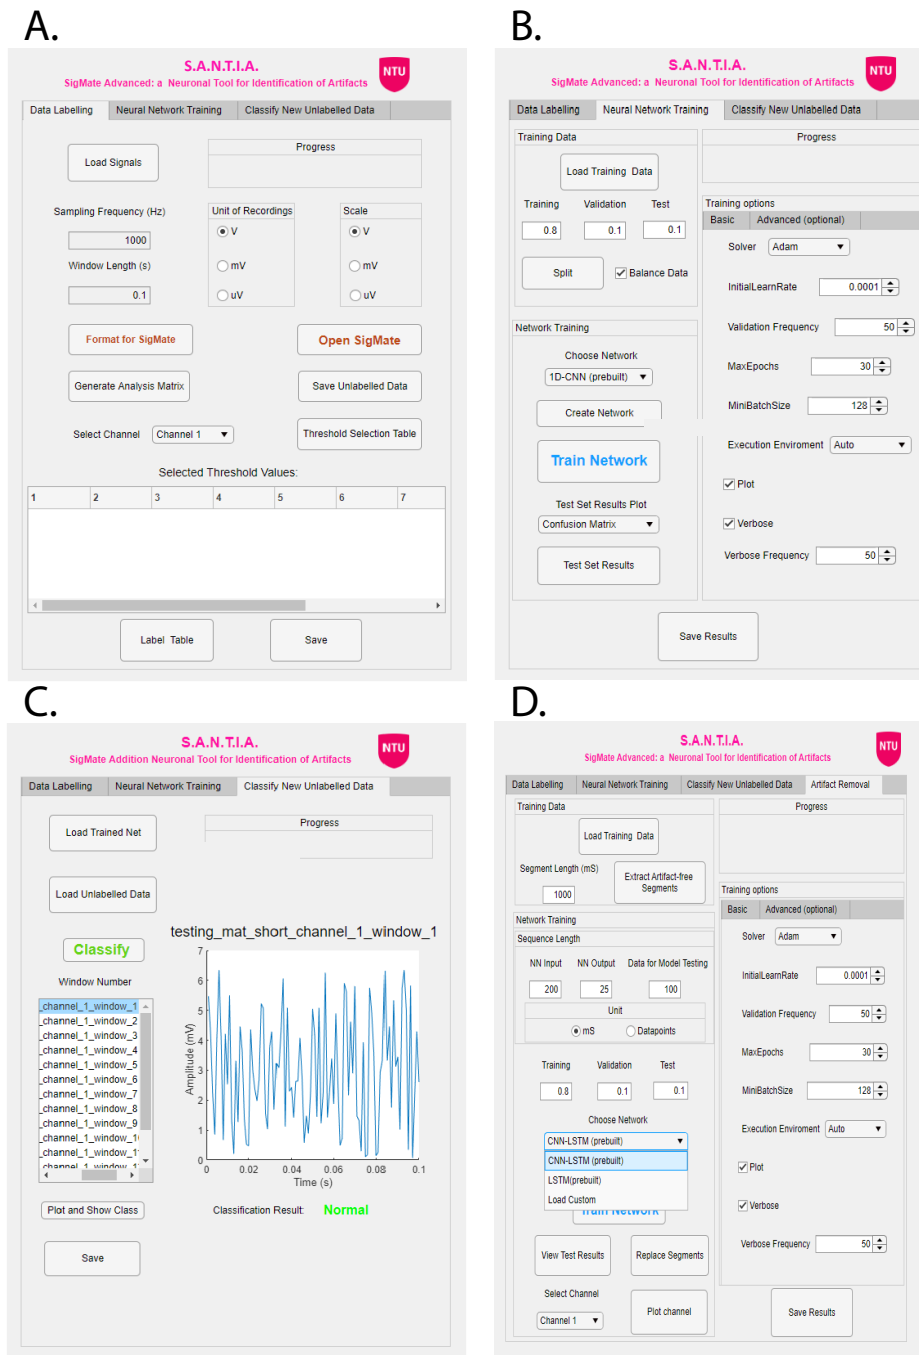 A.
S.A.N.T.I.A.
SigMate Advanced: a Neuronal Tool for Identification of Artifacts
NTU
Data Labelling Neural Network Training Classify New Unlabelled Data
Load Signals
Progress
Sampling Frequency (Hz)
1000
Window Length (s)
0.1
Unit of Recordings
V
mV
uV
Scale
V
mV
uV
Format for SigMate
Open SigMate
Generate Analysis Matrix
Save Unlabelled Data
Select Channel Channel 1
Threshold Selection Table
Selected Threshold Values:
1 2 3 4 5 6 7
Label Table
Save
B.
S.A.N.T.I.A.
SigMate Advanced: a Neuronal Tool for Identification of Artifacts
NTU
Data Labelling Neural Network Training Classify New Unlabelled Data
Training Data
Load Training Data
Training Validation Test
0.8 0.1 0.1
Split
Balance Data
Network Training
Choose Network
1D-CNN (prebuilt)
Create Network
Train Network
Test Set Results Plot
Confusion Matrix
Test Set Results
Progress
Training options
Basic Advanced (optional)
Solver Adam
InitialLearnRate 0.0001
Validation Frequency 50
MaxEpochs 30
MiniBatchSize 128
Execution Enviroment Auto
Plot
Verbose
Verbose Frequency 50
Save Results
C.
S.A.N.T.I.A.
SigMate Addition Neuronal Tool for Identification of Artifacts
NTU
Data Labelling Neural Network Training Classify New Unlabelled Data
Load Trained Net
Progress
Load Unlabelled Data
Classify
Window Number
_channel_1_window_1
_channel_1_window_2
_channel_1_window_3
_channel_1_window_4
_channel_1_window_5
_channel_1_window_6
_channel_1_window_7
_channel_1_window_8
_channel_1_window_9
_channel_1_window_1
_channel_1_window_1
_channel_1_window_1
Plot and Show Class
Save
testing_mat_short_channel_1_window_1
Amplitude (mV)
7
6
5
4
3
2
1
0
0 0.02 0.04 0.06 0.08 0.1
Time (s)
Classification Result: Normal
D.
S.A.N.T.I.A.
SigMate Advanced: a Neuronal Tool for Identification of Artifacts
NTU
Data Labelling Neural Network Training Classify New Unlabelled Data Artifact Removal
Training Data
Load Training Data
Segment Length (mS)
1000
Extract Artifact-free
Segments
Network Training
Sequence Length
NN Input NN Output Data for Model Testing
200 25 100
Unit
mS Datapoints
Training Validation Test
0.8 0.1 0.1
Choose Network
CNN-LSTM (prebuilt)
CNN-LSTM (prebuilt)
LSTM(prebuilt)
Load Custom
Train Network
View Test Results
Replace Segments
Select Channel
Channel 1
Plot channel
Progress
Training options
Basic Advanced (optional)
Solver Adam
InitialLearnRate 0.0001
Validation Frequency 50
MaxEpochs 30
MiniBatchSize 128
Execution Enviroment Auto
Plot
Verbose
Verbose Frequency 50
Save Results